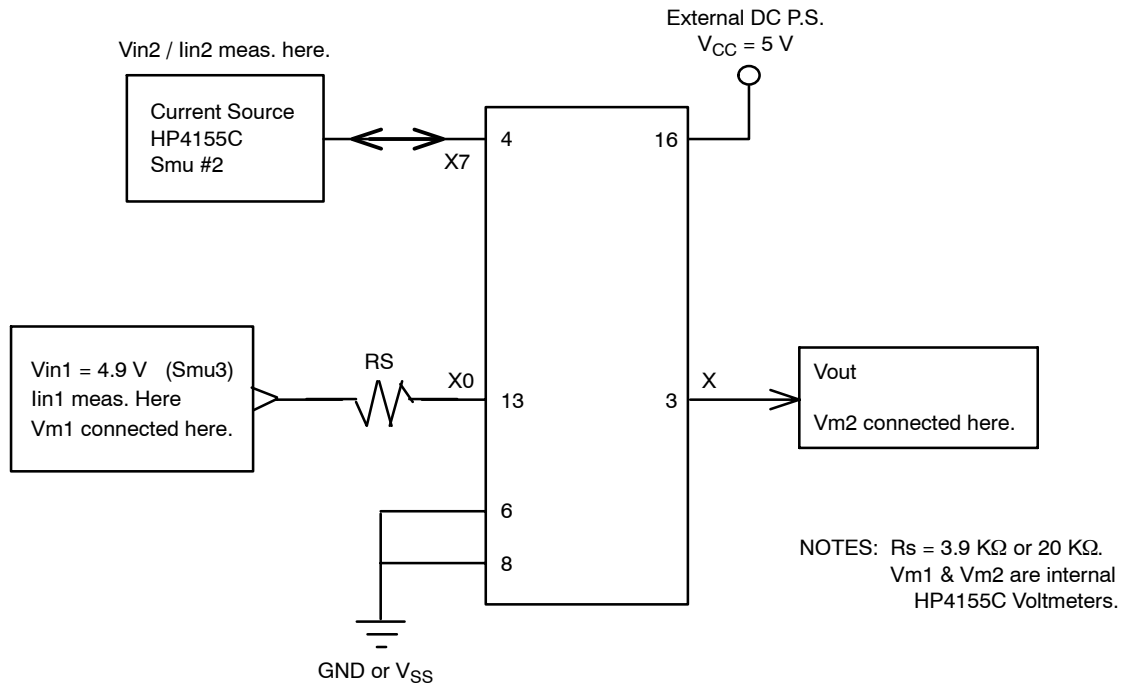 External DC P.S.
VCC = 5 V
Vin2 / Iin2 meas. here.
Current Source
HP4155C
Smu #2
X7
4
16
Vin1 = 4.9 V (Smu3)
Iin1 meas. Here
Vm1 connected here.
RS
X0
13
3
X
Vout
Vm2 connected here.
6
8
GND or VSS
NOTES: Rs = 3.9 KΩ or 20 KΩ.
Vm1 & Vm2 are internal
HP4155C Voltmeters.